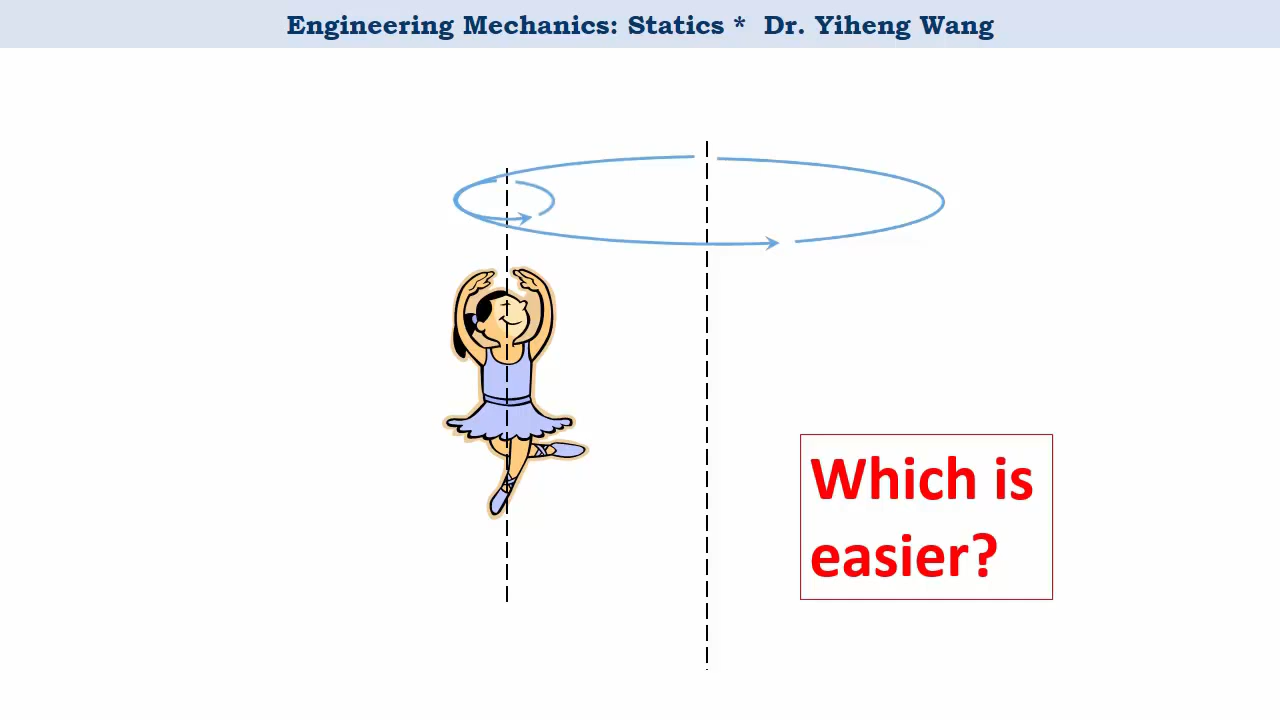 Engineering Mechanics: Statics * Dr. Yiheng Wang
Which is
easier?